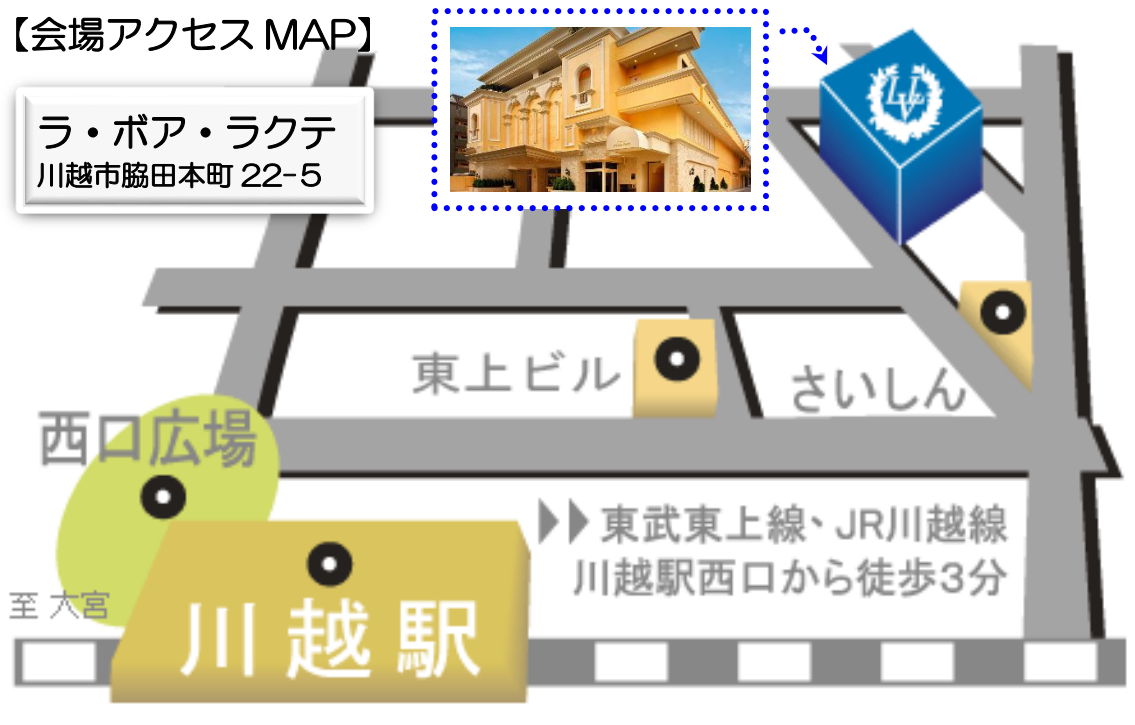 【会場アクセスMAP】
ラ・ボア・ラクテ
川越市脇田本町22-5
LVL
東上ビル
さいしん
西口広場
東武東上線、JR川越線
川越駅西口から徒歩3分
至 大宮
川越駅